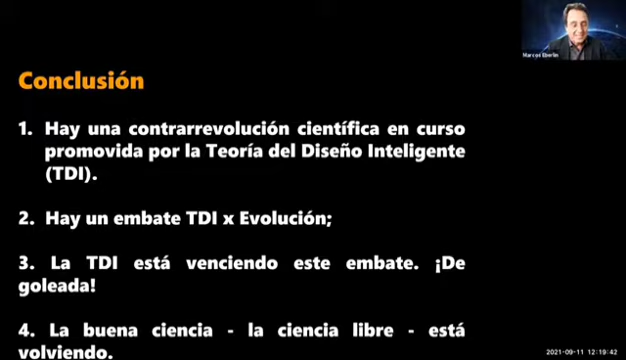 Marcos Eberlin
Conclusión
1. Hay una contrarrevolución científica en curso
promovida por la Teoría del Diseño Inteligente
(TDI).
2. Hay un embate TDI x Evolución;
3. La TDI está venciendo este embate. ¡De
goleada!
4. La buena ciencia - la ciencia libre - está
volviendo.
2021-09-11 12:19:42